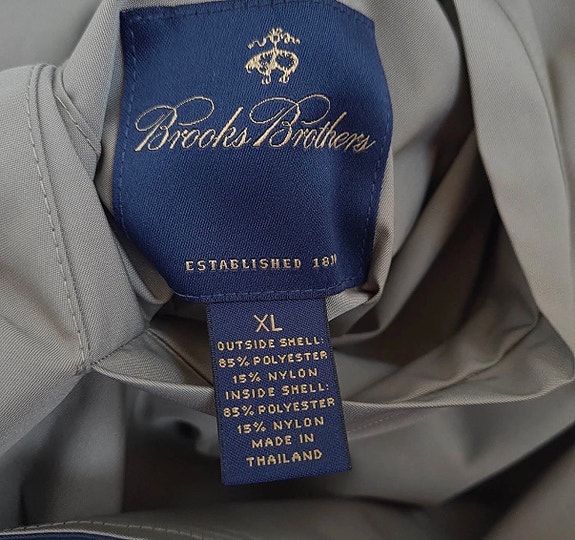 Brooks Brothers
ESTABLISHED
XL
OUTSIDE SHELL:
85% POLYESTER
15% NYLON
INSIDE SHELL:
85% POLYESTER
15% NYLON
MADE IN
THAILAND